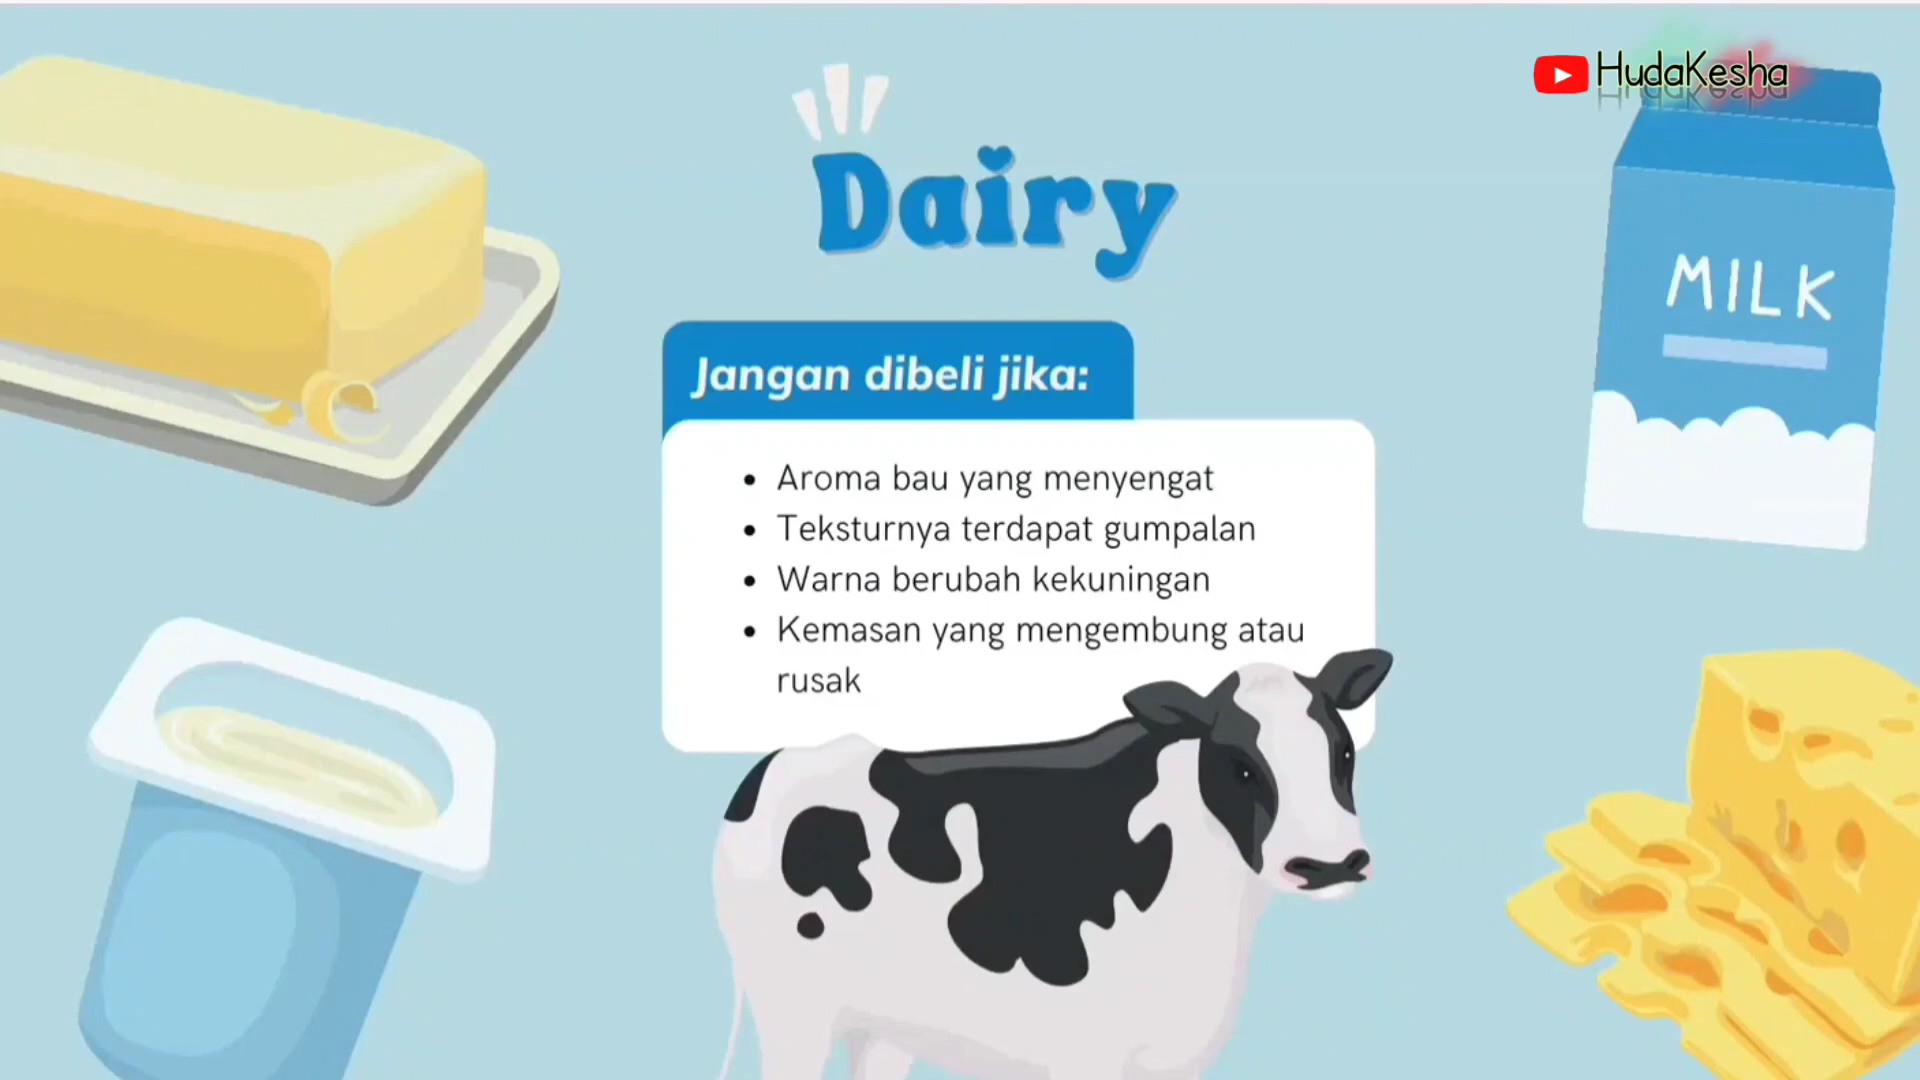 HudaKesha
Dairy
MILK
Jangan dibeli jika:
• Aroma bau yang menyengat
• Teksturnya terdapat gumpalan
• Warna berubah kekuningan
• Kemasan yang mengembung atau
rusak